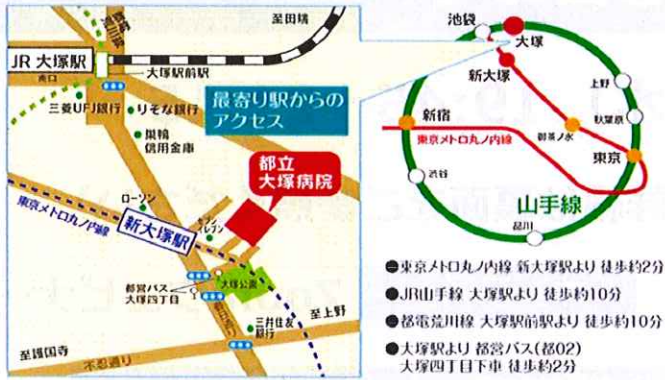 至田端
JR 大塚駅
南口
大塚駅前駅
三菱UFJ銀行
りそな銀行
巣鴨
信用金庫
最寄り駅からの
アクセス
都立
大塚病院
ローソン
東京メトロ丸ノ内線
新大塚駅
セブン
イレブン
都営バス
大塚四丁目
大塚公園
春日通り
三井住友
銀行
至上野
至護国寺
不忍通り
池袋
大塚
新大塚
上野
新宿
秋葉原
御茶ノ水
東京メトロ丸ノ内線
東京
渋谷
山手線
品川
●東京メトロ丸ノ内線 新大塚駅より 徒歩約2分
●JR山手線 大塚駅より 徒歩約10分
●都電荒川線 大塚駅前駅より 徒歩約10分
●大塚駅より 都営バス(都02)
大塚四丁目下車 徒歩約2分